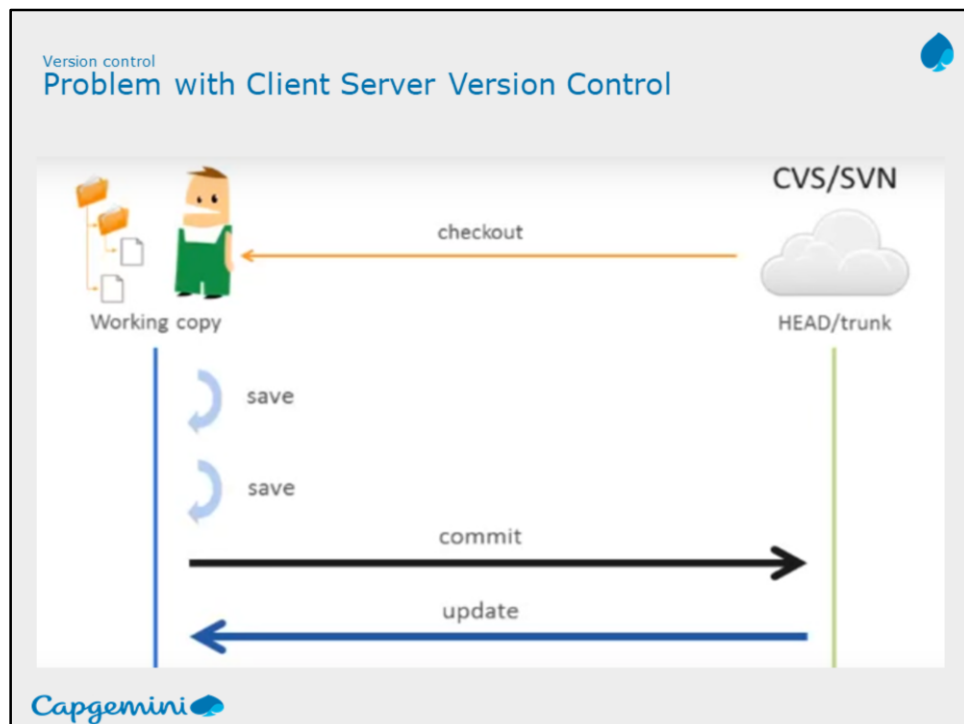 Version control
Problem with Client Server Version Control
CVS/SVN
checkout
Working copy
HEAD/trunk
save
save
commit
update
Capgemini